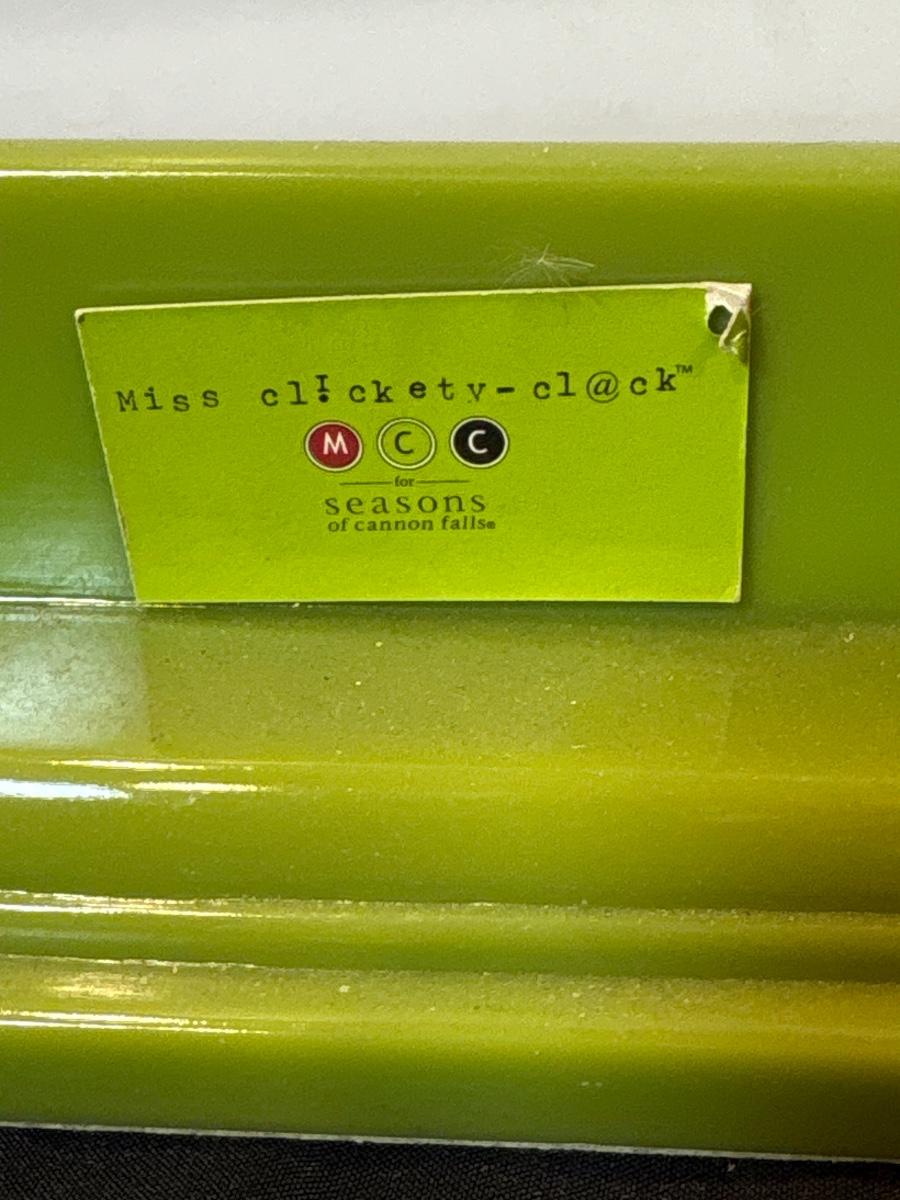 Miss cl!ckety-cl@ck™
M C C
for
seasons
of cannon falls®